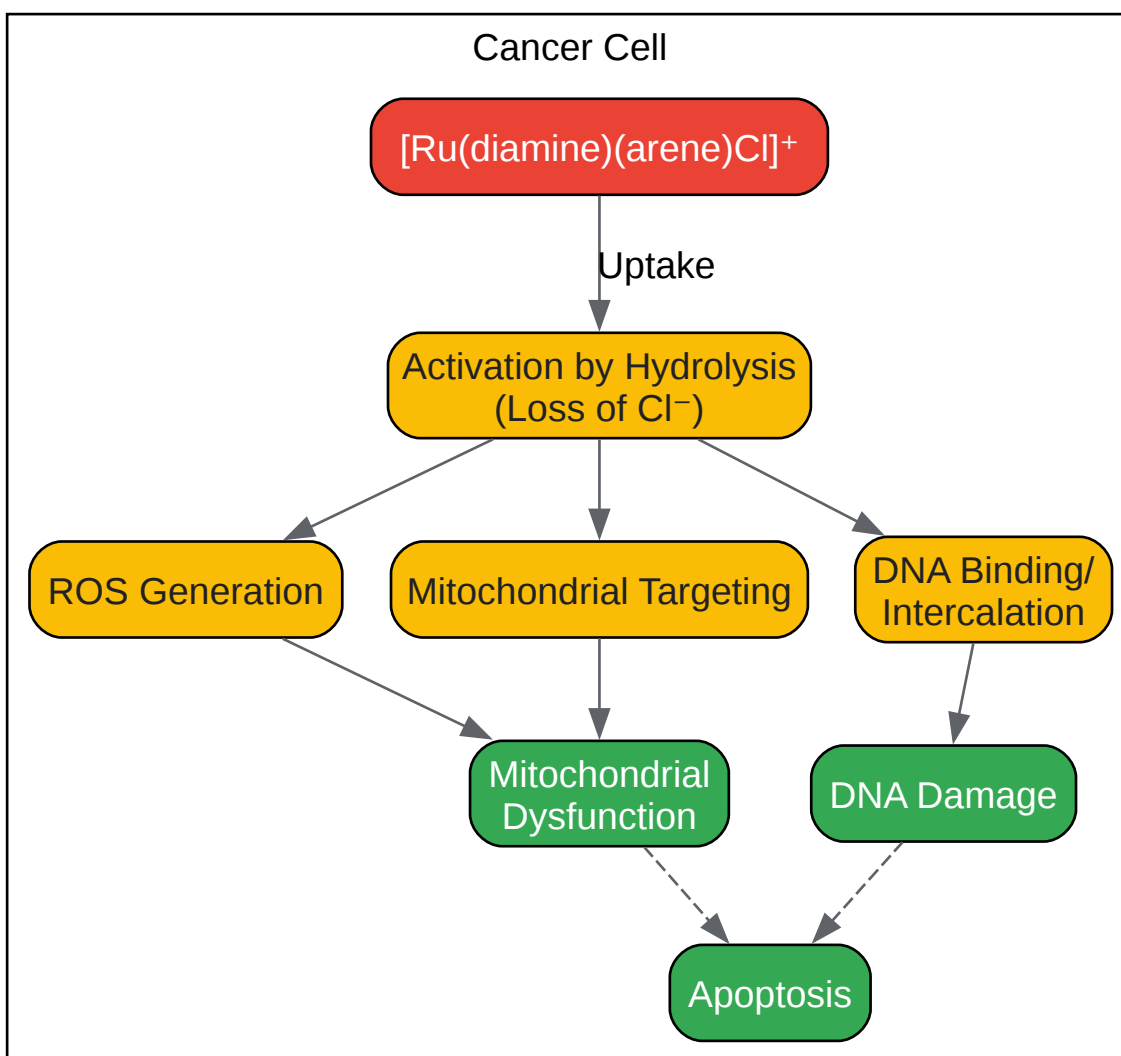 Cancer Cell
[Ru(diamine)(arene)Cl]⁺
Uptake
Activation by Hydrolysis
(Loss of Cl⁻)
ROS Generation
Mitochondrial Targeting
DNA Binding/
Intercalation
Mitochondrial
Dysfunction
DNA Damage
Apoptosis